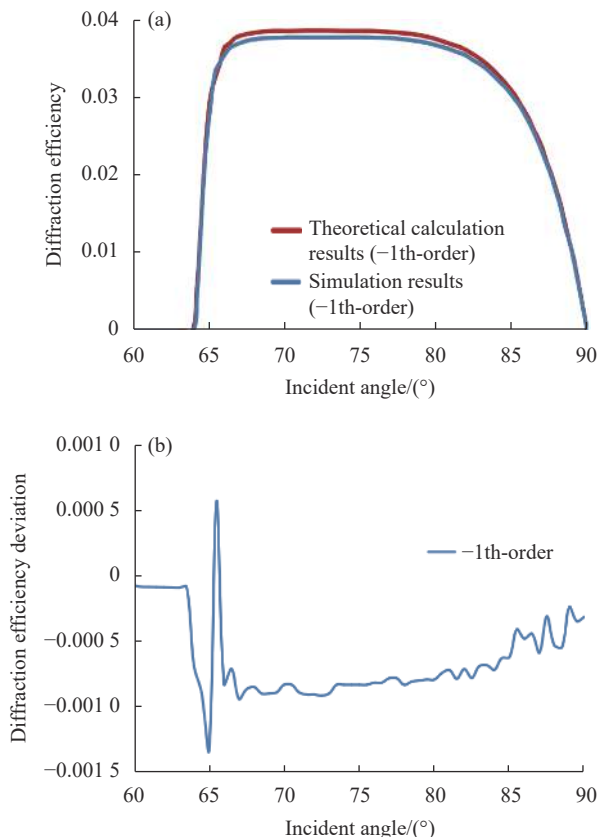 (a)
0.04
0.03
0.02
0.01
0
Diffraction efficiency
Theoretical calculation
results (−1th-order)
Simulation results
(−1th-order)
60 65 70 75 80 85 90
Incident angle/(°)
(b)
0.001 0
0.000 5
0
−0.000 5
−0.001 0
−0.001 5
Diffraction efficiency deviation
−1th-order
60 65 70 75 80 85 90
Incident angle/(°)